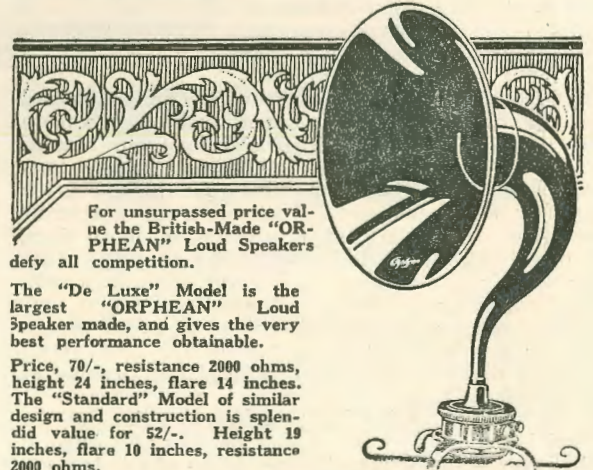 For unsurpassed price val-
ue the British-Made "OR-
PHEAN" Loud Speakers
defy all competition.
The "De Luxe" Model is the
largest "ORPHEAN" Loud
Speaker made, and gives the very
best performance obtainable.
Price, 70/-, resistance 2000 ohms,
height 24 inches, flare 14 inches.
The "Standard" Model of similar
design and construction is splen-
did value for 52/-. Height 19
inches, flare 10 inches, resistance
2000 ohms.